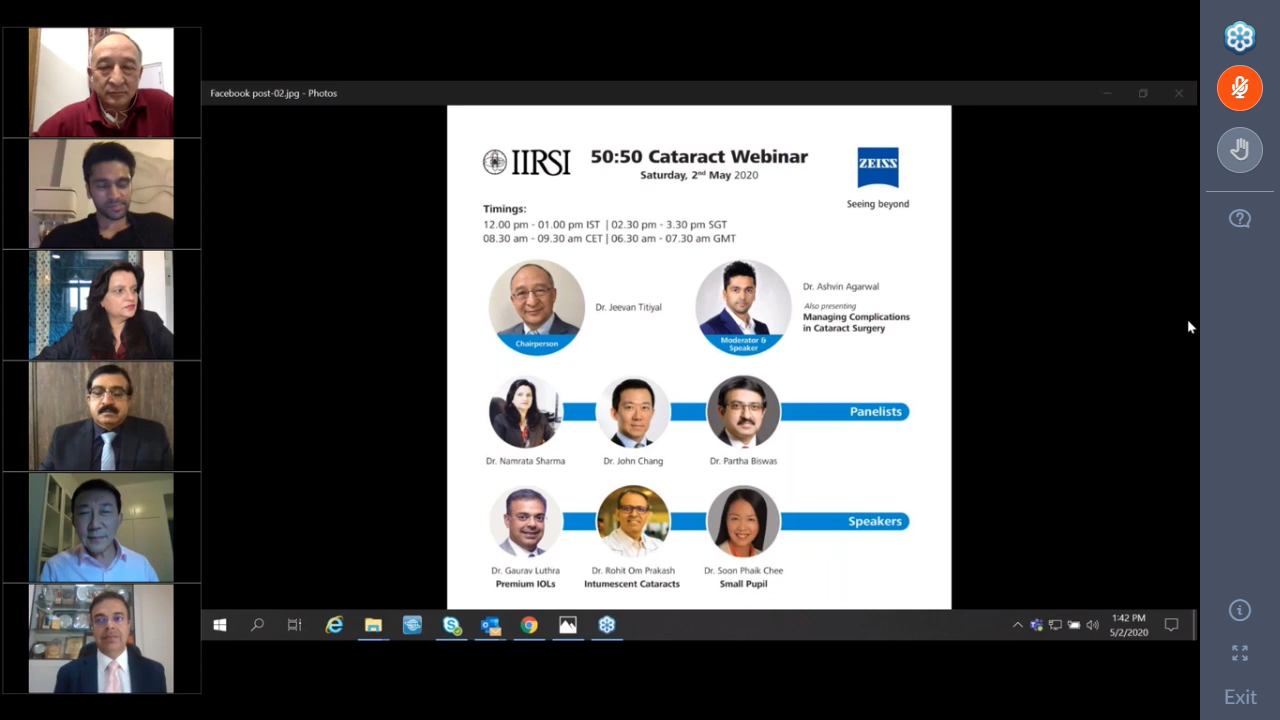 Facebook post-02.jpg - Photos
IIRSI
50:50 Cataract Webinar
Saturday, 2nd May 2020
ZEISS
Seeing beyond
Timings:
12.00 pm - 01.00 pm IST | 02.30 pm - 3.30 pm SGT
08.30 am - 09.30 am CET | 06.30 am - 07.30 am GMT
Dr. Jeevan Titiyal
Chairperson
Dr. Ashvin Agarwal
Also presenting
Managing Complications
in Cataract Surgery
Moderator &
Speaker
Panelists
Dr. Namrata Sharma
Dr. John Chang
Dr. Partha Biswas
Speakers
Dr. Gaurav Luthra
Premium IOLs
Dr. Rohit Om Prakash
Intumescent Cataracts
Dr. Soon Phaik Chee
Small Pupil
1:42 PM
5/2/2020
Exit